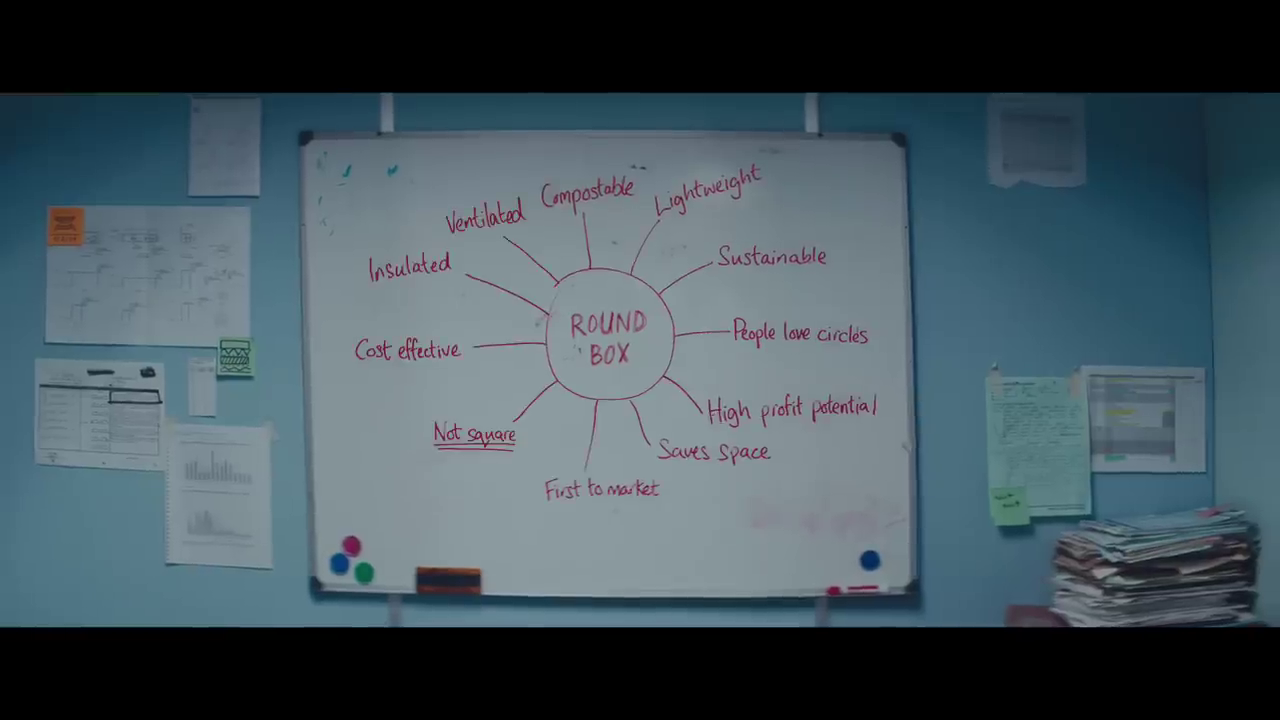 Compostable
Lightweight
Ventilated
Sustainable
Insulated
ROUND
BOX
People love circles
Cost effective
High profit potential
Not square
Saves space
First to market